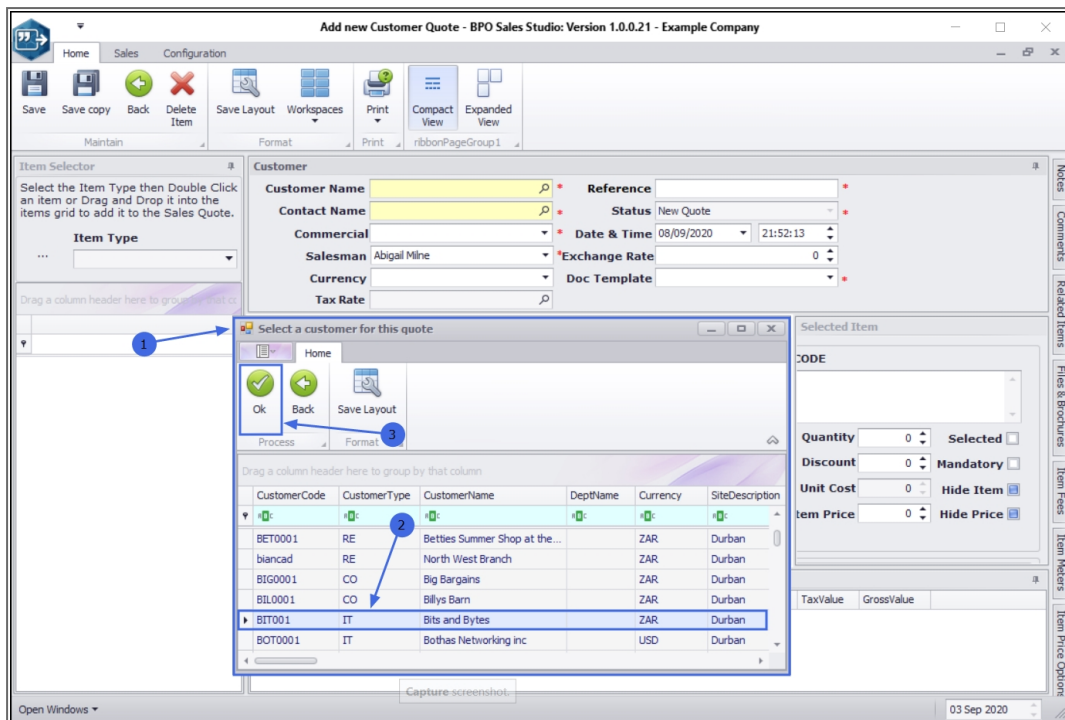 Add new Customer Quote - BPO Sales Studio: Version 1.0.0.21 - Example Company
Home Sales Configuration
Save Save copy Back Delete Item Save Layout Workspaces Print Compact View Expanded View
Maintain Format Print ribbonPageGroup1
Item Selector
Select the Item Type then Double Click
an item or Drag and Drop it into the
items grid to add it to the Sales Quote.
Item Type
...
Drag a column header here to group by that co
Customer
Customer Name * Reference *
Contact Name * Status New Quote *
Commercial * Date & Time 08/09/2020 21:52:13
Salesman Abigail Milne * Exchange Rate 0
Currency Doc Template *
Tax Rate
Notes
Comments
Related Items
Files & Brochures
Item Fees
Item Meters
Item Price Options
1
Select a customer for this quote
Home
Ok Back Save Layout
3
Process Format
Drag a column header here to group by that column
CustomerCode CustomerType CustomerName DeptName Currency SiteDescription
2
BET0001 RE Betties Summer Shop at the... ZAR Durban
biancad RE North West Branch ZAR Durban
BIG0001 CO Big Bargains ZAR Durban
BIL0001 CO Billys Barn ZAR Durban
BIT001 IT Bits and Bytes ZAR Durban
BOT0001 IT Bothas Networking inc USD Durban
Selected Item
CODE
Quantity 0 Selected
Discount 0 Mandatory
Unit Cost 0 Hide Item
tem Price 0 Hide Price
TaxValue GrossValue
Capture screenshot.
Open Windows 03 Sep 2020